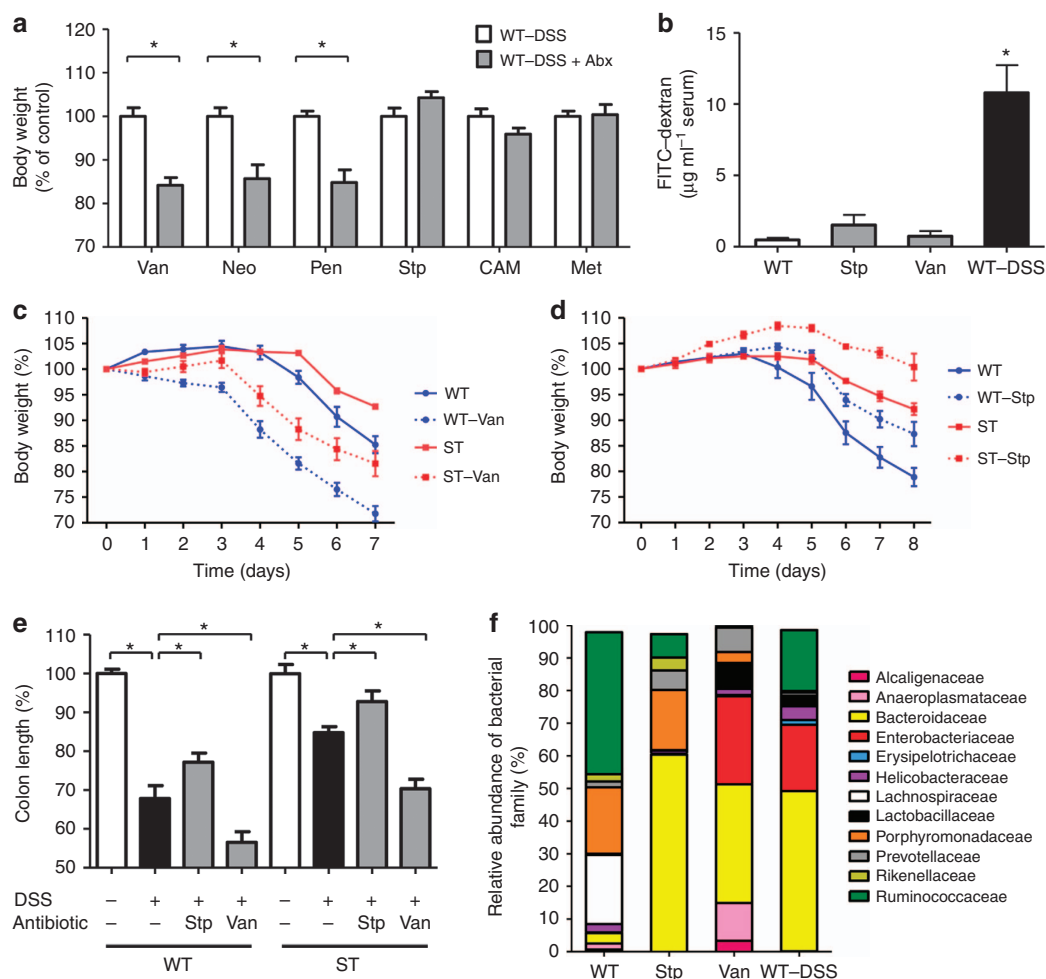 a
120
110
100
90
80
70
Body weight
(% of control)
* * *
WT–DSS
WT–DSS + Abx
Van Neo Pen Stp CAM Met
b
15
10
5
0
FITC–dextran
(µg ml⁻¹ serum)
*
WT Stp Van WT–DSS
c
110
105
100
95
90
85
80
75
70
Body weight (%)
0 1 2 3 4 5 6 7
Time (days)
WT
WT–Van
ST
ST–Van
d
110
105
100
95
90
85
80
75
70
Body weight (%)
0 1 2 3 4 5 6 7 8
Time (days)
WT
WT–Stp
ST
ST–Stp
e
110
100
90
80
70
60
50
Colon length (%)
* * * * * *
DSS – + + + – + + +
Antibiotic – – Stp Van – – Stp Van
WT ST
f
100
90
80
70
60
50
40
30
20
10
0
Relative abundance of bacterial
family (%)
WT Stp Van WT–DSS
Alcaligenaceae
Anaeroplasmataceae
Bacteroidaceae
Enterobacteriaceae
Erysipelotrichaceae
Helicobacteraceae
Lachnospiraceae
Lactobacillaceae
Porphyromonadaceae
Prevotellaceae
Rikenellaceae
Ruminococcaceae